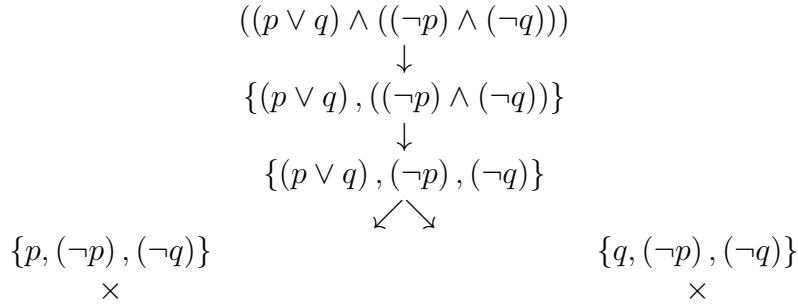 ((p ∨ q) ∧ ((¬p) ∧ (¬q)))
↓
{(p ∨ q) , ((¬p) ∧ (¬q))}
↓
{(p ∨ q) , (¬p) , (¬q)}
↙↘
{p, (¬p) , (¬q)} {q, (¬p) , (¬q)}
× ×